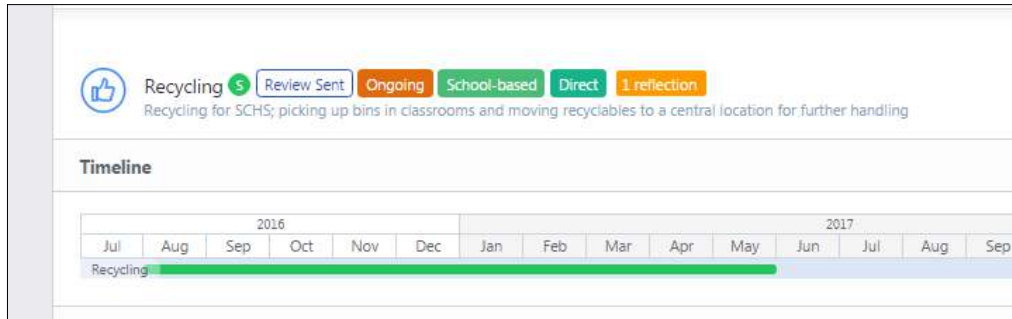 Recycling S Review Sent Ongoing School-based Direct 1 reflection
Recycling for SCHS; picking up bins in classrooms and moving recyclables to a central location for further handling
Timeline
2016 2017
Jul Aug Sep Oct Nov Dec Jan Feb Mar Apr May Jun Jul Aug Sep
Recycling